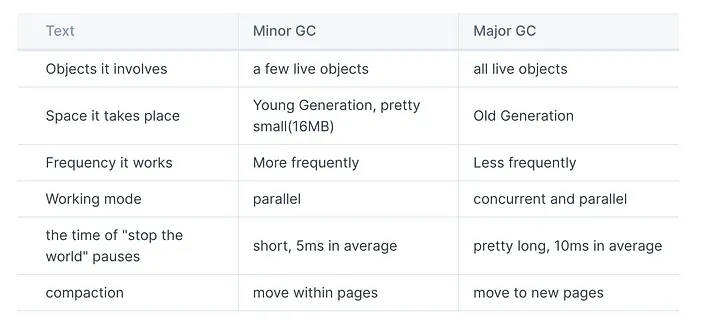 Text Minor GC Major GC
Objects it involves a few live objects all live objects
Space it takes place Young Generation, pretty small(16MB) Old Generation
Frequency it works More frequently Less frequently
Working mode parallel concurrent and parallel
the time of "stop the world" pauses short, 5ms in average pretty long, 10ms in average
compaction move within pages move to new pages